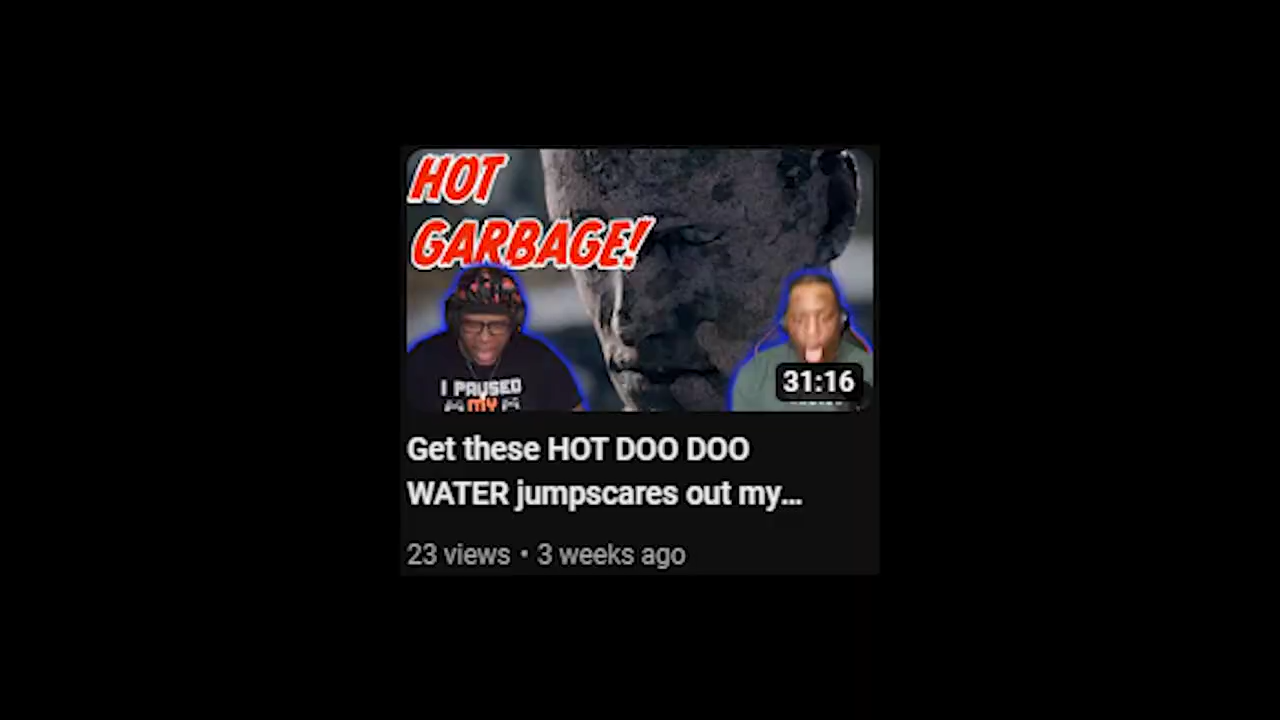 HOT
GARBAGE!
I PAUSED
MY
31:16
Get these HOT DOO DOO
WATER jumpscares out my...
23 views • 3 weeks ago